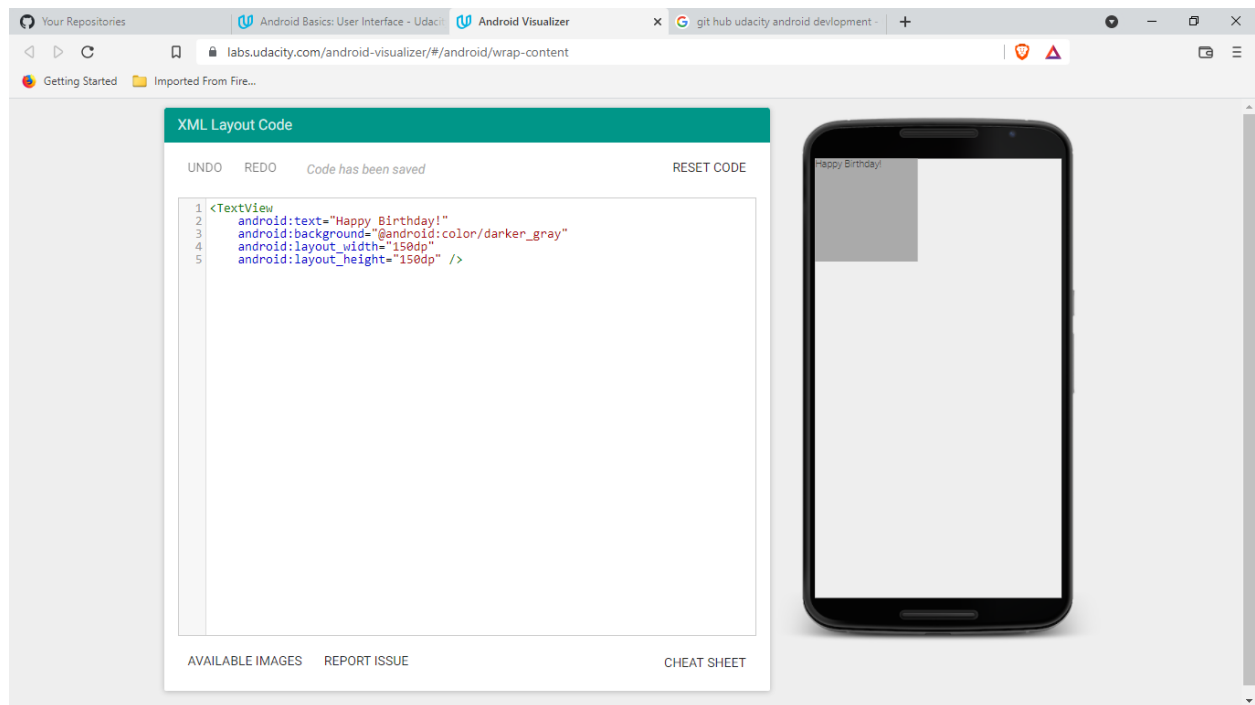 Your Repositories
Android Basics: User Interface - Udacit
Android Visualizer
git hub udacity android devlopment -
labs.udacity.com/android-visualizer/#/android/wrap-content
Getting Started
Imported From Fire...
XML Layout Code
UNDO REDO Code has been saved RESET CODE
1 <TextView
2 android:text="Happy Birthday!"
3 android:background="@android:color/darker_gray"
4 android:layout_width="150dp"
5 android:layout_height="150dp" />
AVAILABLE IMAGES REPORT ISSUE CHEAT SHEET
Happy Birthday!